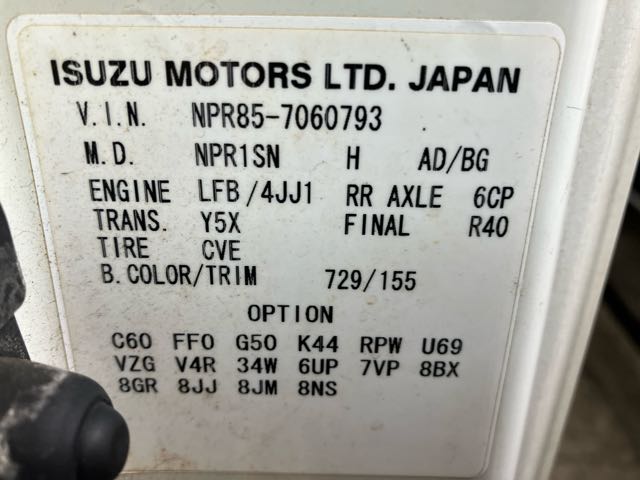 ISUZU MOTORS LTD. JAPAN
V.I.N. NPR85-7060793
M.D. NPR1SN H AD/BG
ENGINE LFB/4JJ1 RR AXLE 6CP
TRANS. Y5X FINAL R40
TIRE CVE
B.COLOR/TRIM 729/155
OPTION
C60 FF0 G50 K44 RPW U69
VZG V4R 34W 6UP 7VP 8BX
8GR 8JJ 8JM 8NS